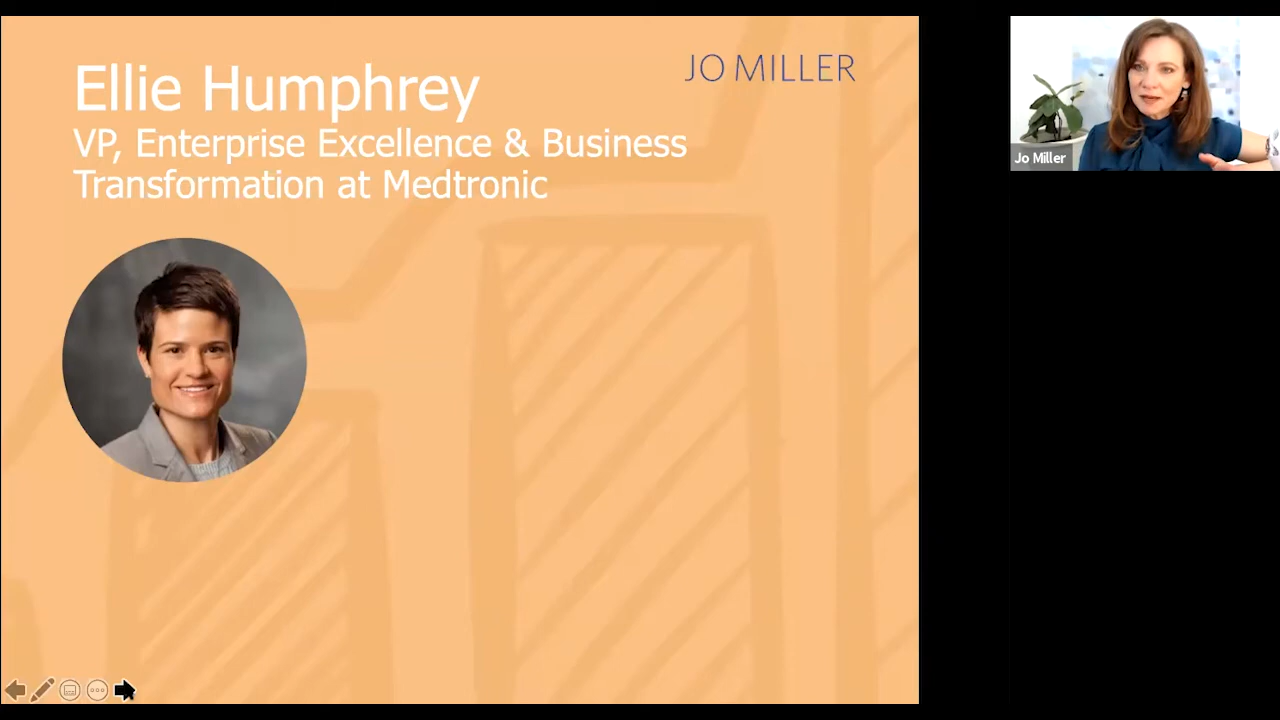 Ellie Humphrey
JO MILLER
VP, Enterprise Excellence & Business
Transformation at Medtronic
Jo Miller